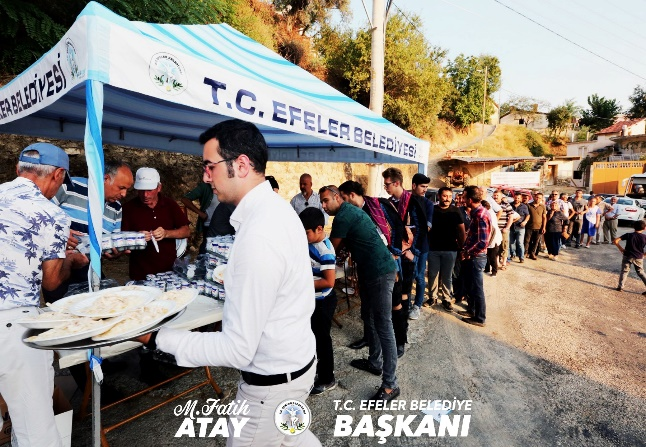 T.C. EFELER BELEDİYESİ
ER BELEDİYESİ
M. Fatih
ATAY
T.C. EFELER BELEDİYE
BAŞKANI